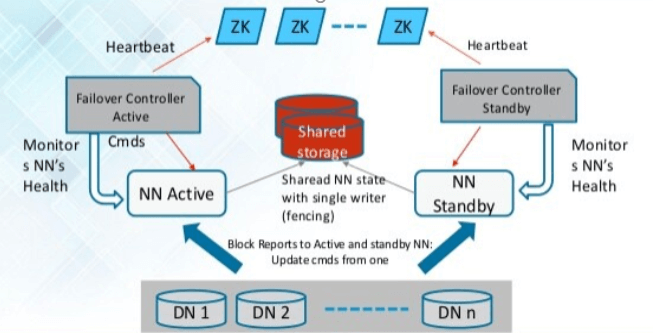 ZK
ZK
ZK
Heartbeat
Heartbeat
Failover Controller
Active
Failover Controller
Standby
Shared
storage
Cmds
Monitor
s NN's
Health
Monitor
s NN's
Health
NN Active
Sharead NN state
with single writer
(fencing)
NN
Standby
Block Reports to Active and standby NN:
Update cmds from one
DN 1
DN 2
DN n